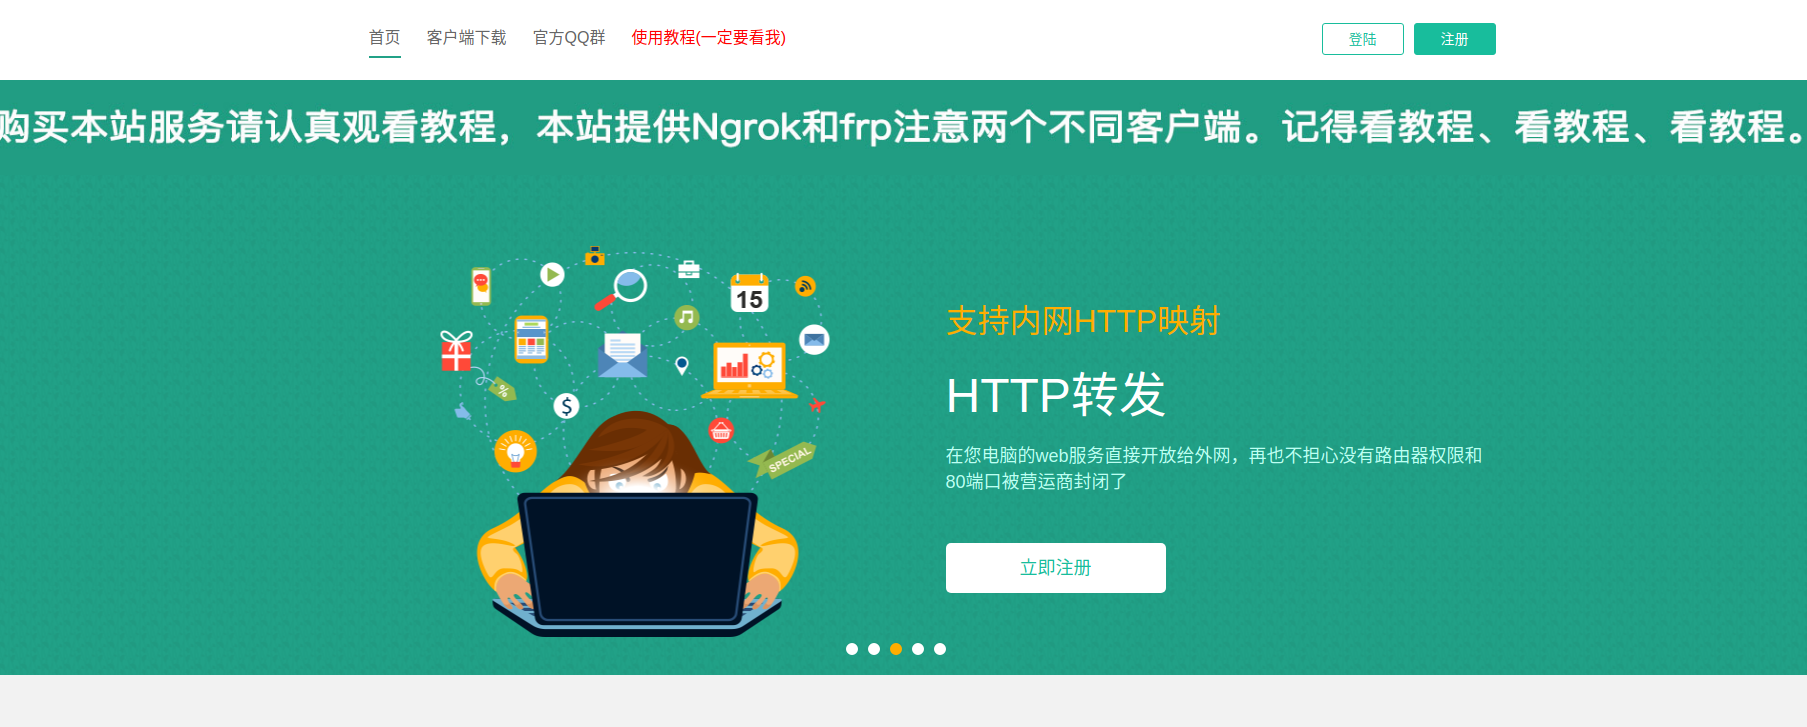 首页 客户端下载 官方QQ群 使用教程(一定要看我) 登陆 注册
购买本站服务请认真观看教程，本站提供Ngrok和frp注意两个不同客户端。记得看教程、看教程、看教程。
15
%
$
SPECIAL
支持内网HTTP映射
HTTP转发
在您电脑的web服务直接开放给外网，再也不担心没有路由器权限和
80端口被营运商封闭了
立即注册